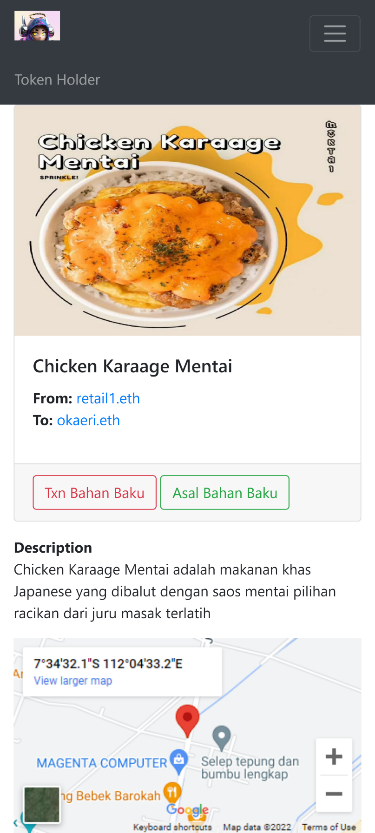 Token Holder
Chicken Karaage
Mentai
SPRINKLE!
MENTAI
Chicken Karaage Mentai
From: retail1.eth
To: okaeri.eth
Txn Bahan Baku
Asal Bahan Baku
Description
Chicken Karaage Mentai adalah makanan khas
Japanese yang dibalut dengan saos mentai pilihan
racikan dari juru masak terlatih
7°34'32.1"S 112°04'33.2"E
View larger map
MAGENTA COMPUTER
Selep tepung dan
bumbu lengkap
Bebek Barokah
Google
Keyboard shortcuts
Map data ©2022
Terms of Use